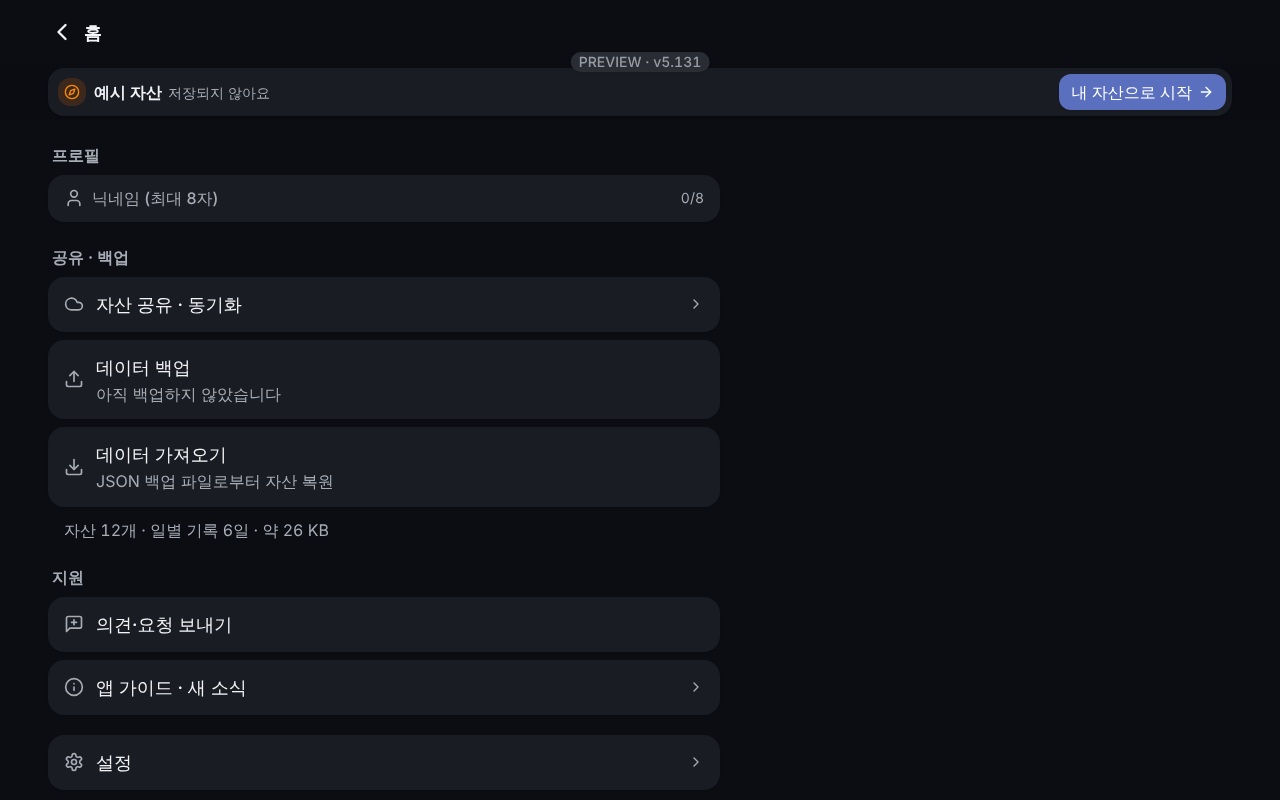 홈
PREVIEW · v5.131
예시 자산 저장되지 않아요
내 자산으로 시작
프로필
닉네임 (최대 8자)
0/8
공유 · 백업
자산 공유 · 동기화
데이터 백업
아직 백업하지 않았습니다
데이터 가져오기
JSON 백업 파일로부터 자산 복원
자산 12개 · 일별 기록 6일 · 약 26 KB
지원
의견·요청 보내기
앱 가이드 · 새 소식
설정